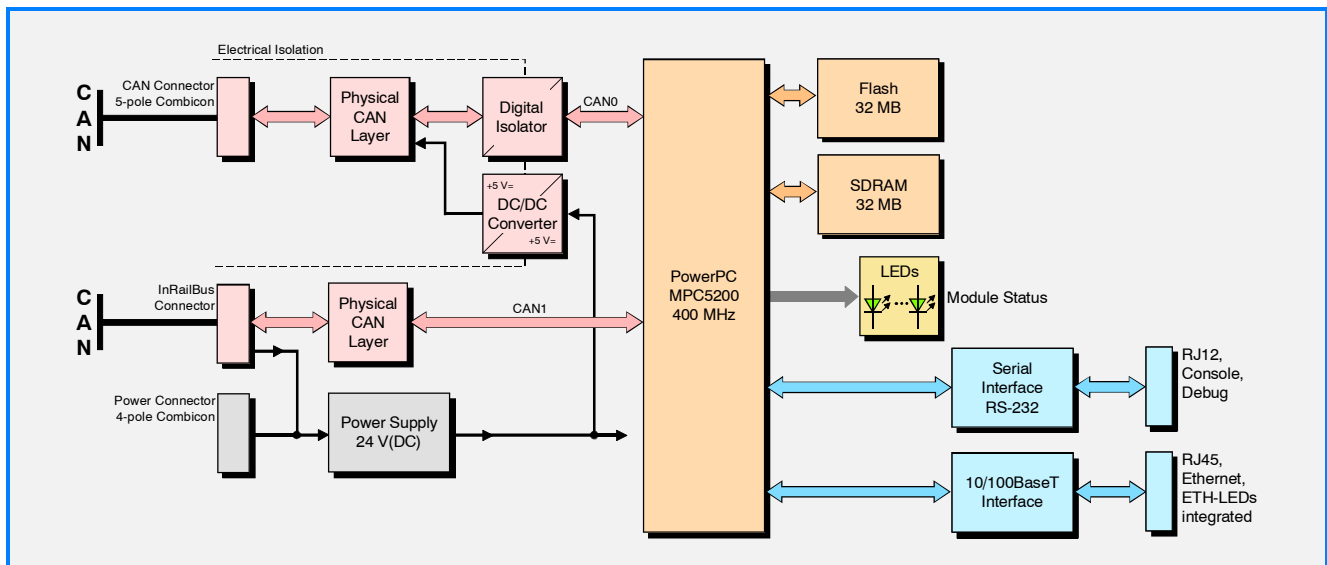 Electrical Isolation
C
A
N
CAN Connector
5-pole Combicon
Physical
CAN
Layer
Digital
Isolator
CAN0
+5 V=
DC/DC
Converter
+5 V=
C
A
N
InRailBus
Connector
Physical
CAN
Layer
CAN1
Power Connector
4-pole Combicon
Power Supply
24 V(DC)
PowerPC
MPC5200
400 MHz
Flash
32 MB
SDRAM
32 MB
LEDs
Module Status
Serial
Interface
RS-232
RJ12,
Console,
Debug
10/100BaseT
Interface
RJ45,
Ethernet,
ETH-LEDs
integrated